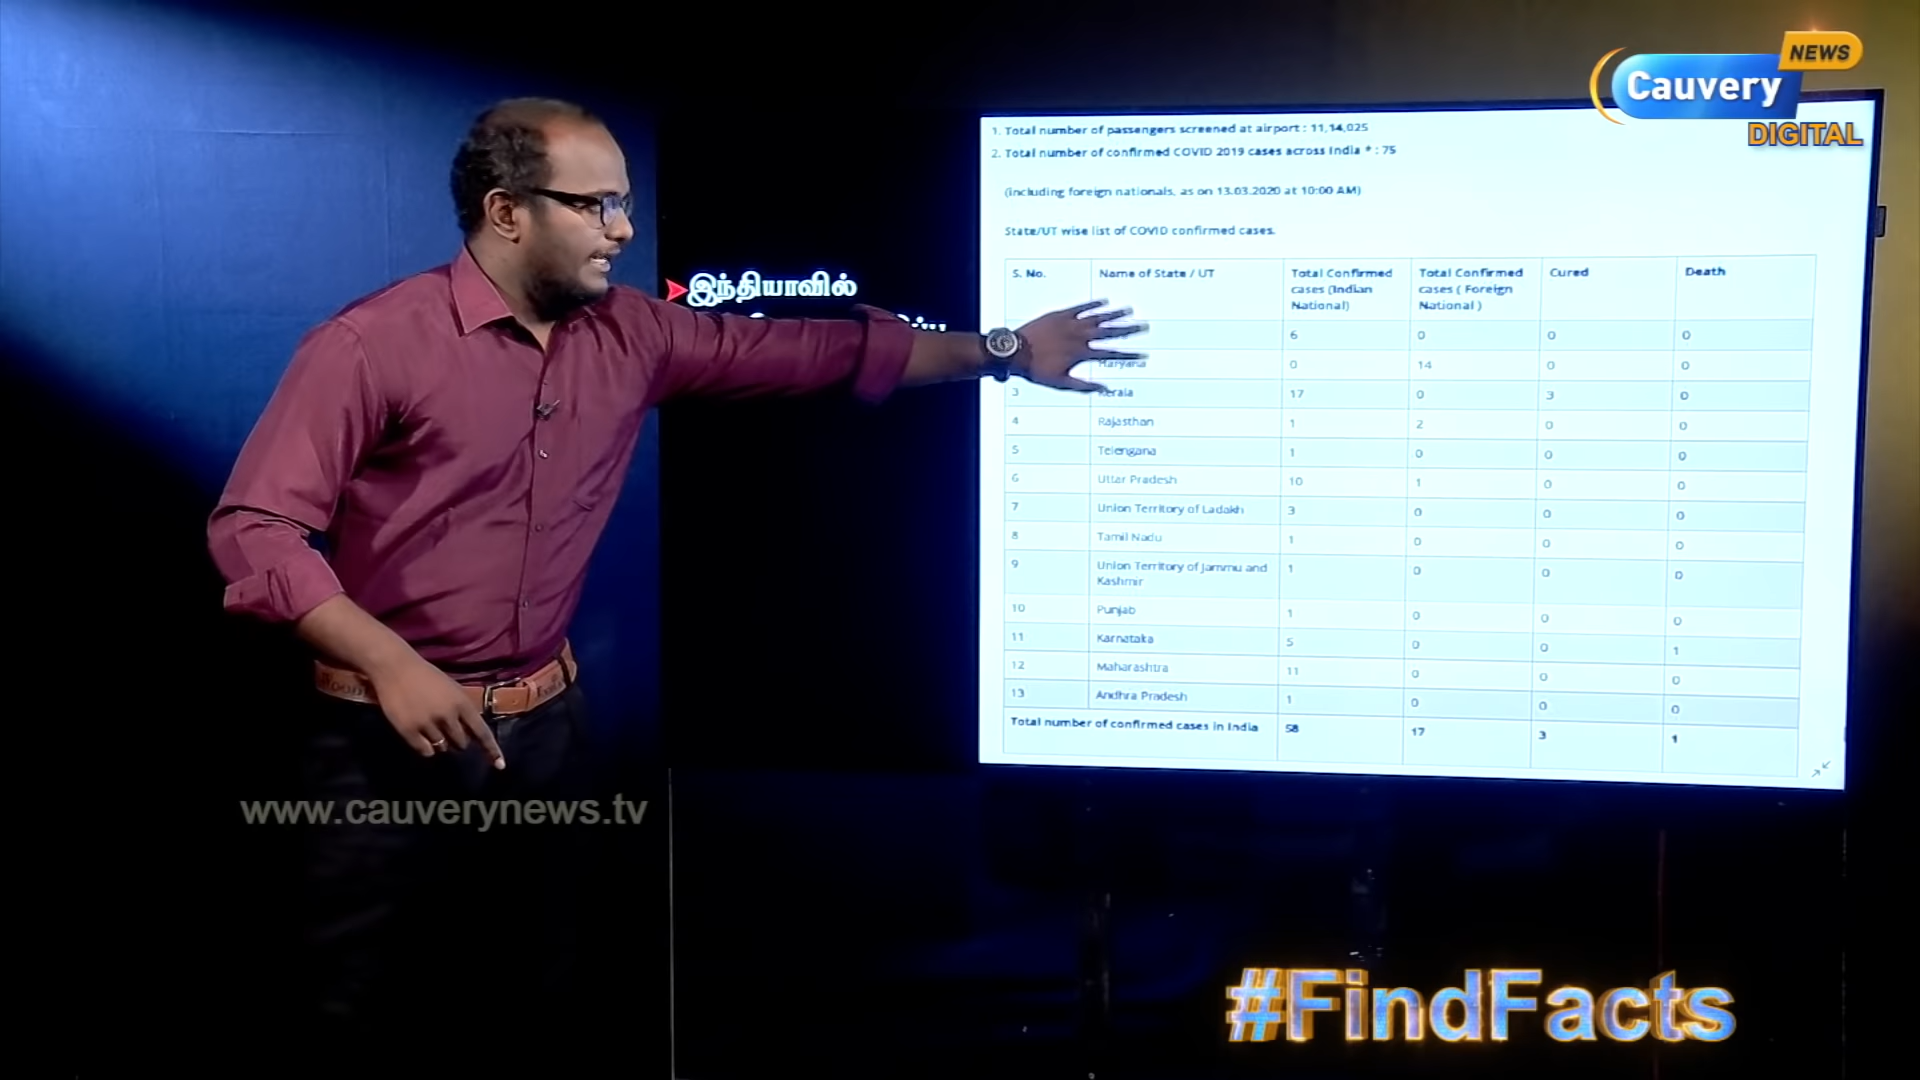 NEWS
Cauvery
DIGITAL
1. Total number of passengers screened at airport : 11,14,025
2. Total number of confirmed COVID 2019 cases across India * : 75
(including foreign nationals, as on 13.03.2020 at 10:00 AM)
State/UT wise list of COVID confirmed cases.
S. No. Name of State / UT Total Confirmed cases (Indian National) Total Confirmed cases ( Foreign National ) Cured Death
6 0 0 0
Haryana 0 14 0 0
3 Kerala 17 0 3 0
4 Rajasthan 1 2 0 0
5 Telengana 1 0 0 0
6 Uttar Pradesh 10 1 0 0
7 Union Territory of Ladakh 3 0 0 0
8 Tamil Nadu 1 0 0 0
9 Union Territory of Jammu and Kashmir 1 0 0 0
10 Punjab 1 0 0 0
11 Karnataka 5 0 0 1
12 Maharashtra 11 0 0 0
13 Andhra Pradesh 1 0 0 0
Total number of confirmed cases in India 58 17 3 1
இந்தியாவில்
www.cauverynews.tv
#FindFacts